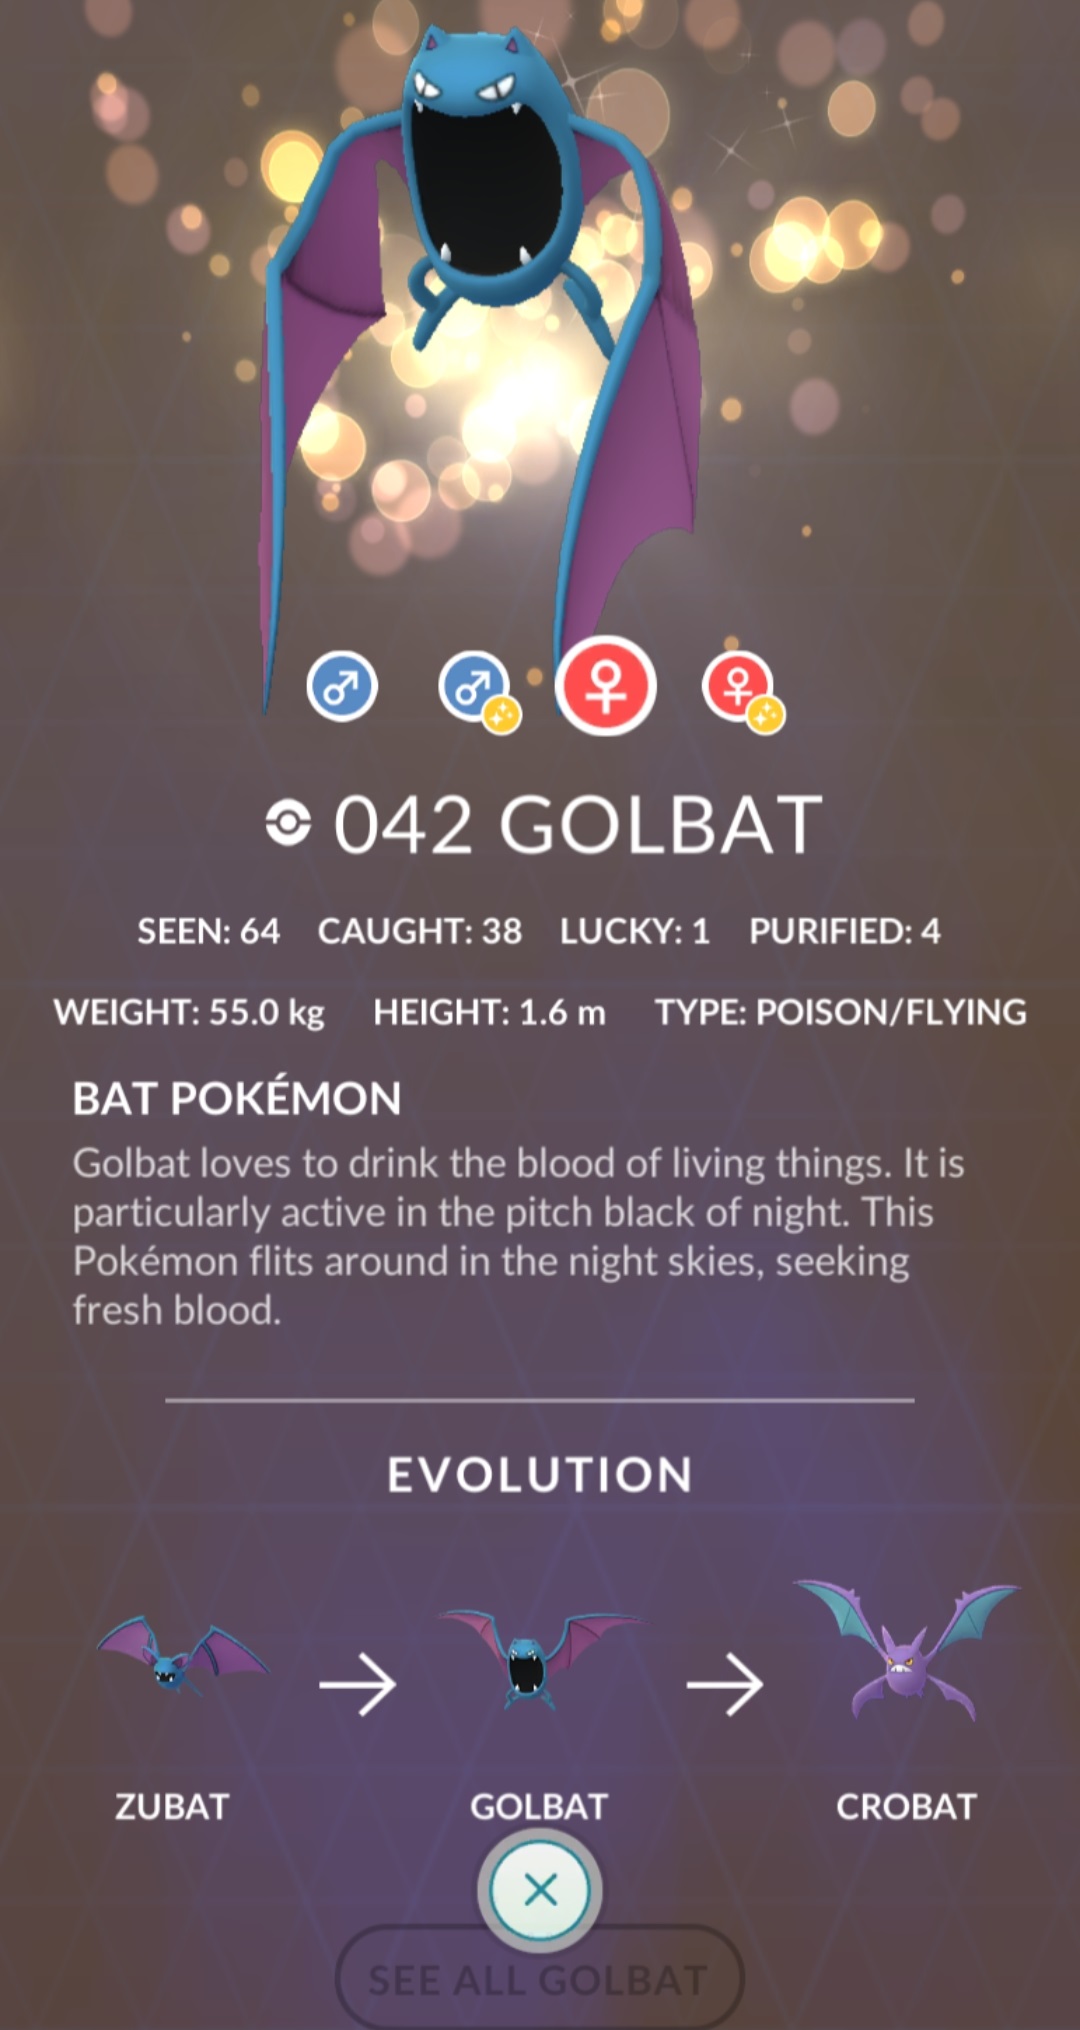 042 GOLBAT
SEEN: 64 CAUGHT: 38 LUCKY: 1 PURIFIED: 4
WEIGHT: 55.0 kg HEIGHT: 1.6 m TYPE: POISON/FLYING
BAT POKÉMON
Golbat loves to drink the blood of living things. It is
particularly active in the pitch black of night. This
Pokémon flits around in the night skies, seeking
fresh blood.
EVOLUTION
ZUBAT GOLBAT CROBAT
SEE ALL GOLBAT